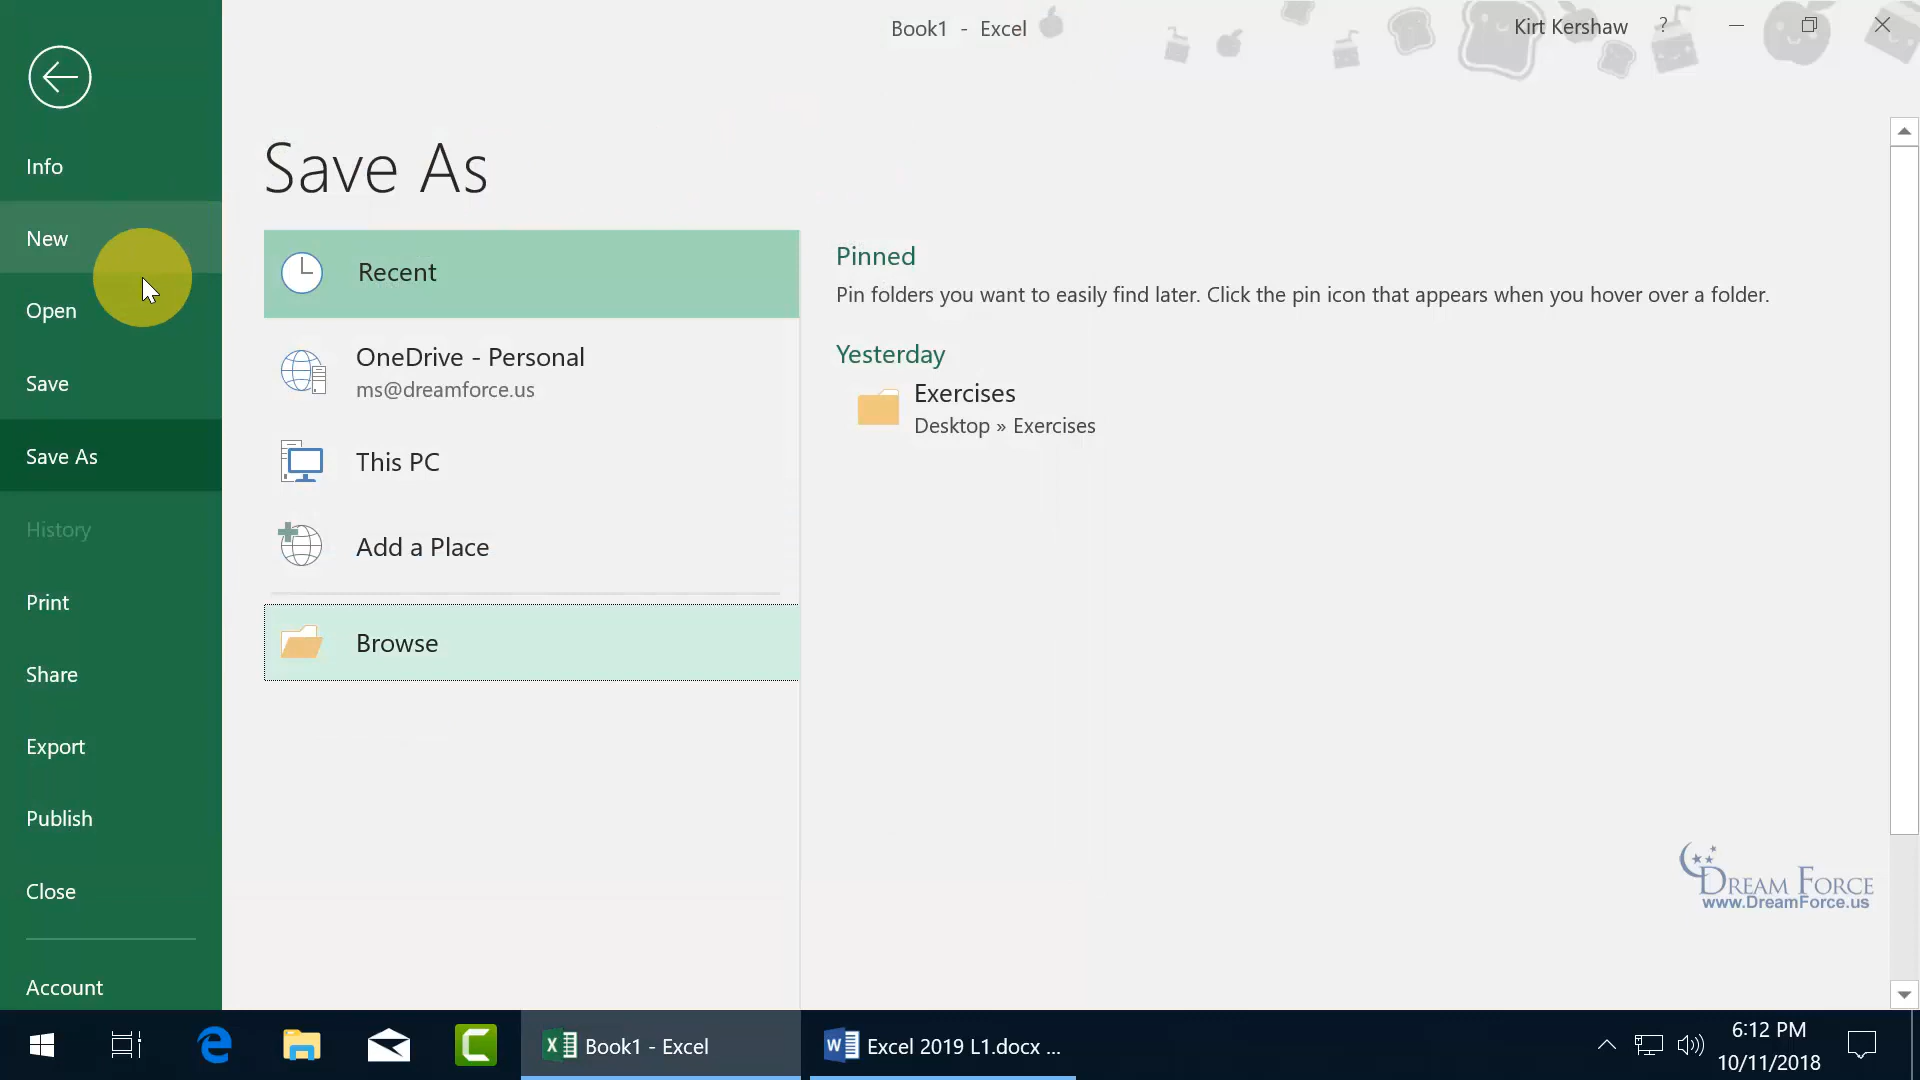 Book1 - Excel
Kirt Kershaw
?
Info
New
Open
Save
Save As
History
Print
Share
Export
Publish
Close
Account
Save As
Recent
OneDrive - Personal
ms@dreamforce.us
This PC
Add a Place
Browse
Pinned
Pin folders you want to easily find later. Click the pin icon that appears when you hover over a folder.
Yesterday
Exercises
Desktop » Exercises
DREAM FORCE
www.DreamForce.us
Book1 - Excel
Excel 2019 L1.docx ...
6:12 PM
10/11/2018